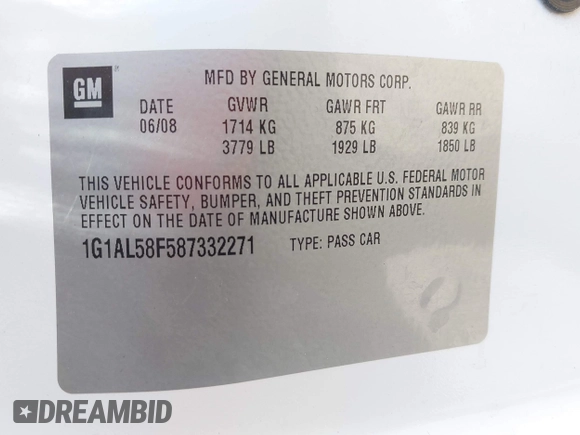 GM
MFD BY GENERAL MOTORS CORP.
DATE GVWR GAWR FRT GAWR RR
06/08 1714 KG 875 KG 839 KG
3779 LB 1929 LB 1850 LB
THIS VEHICLE CONFORMS TO ALL APPLICABLE U.S. FEDERAL MOTOR
VEHICLE SAFETY, BUMPER, AND THEFT PREVENTION STANDARDS IN
EFFECT ON THE DATE OF MANUFACTURE SHOWN ABOVE.
1G1AL58F587332271 TYPE: PASS CAR
DREAMBID